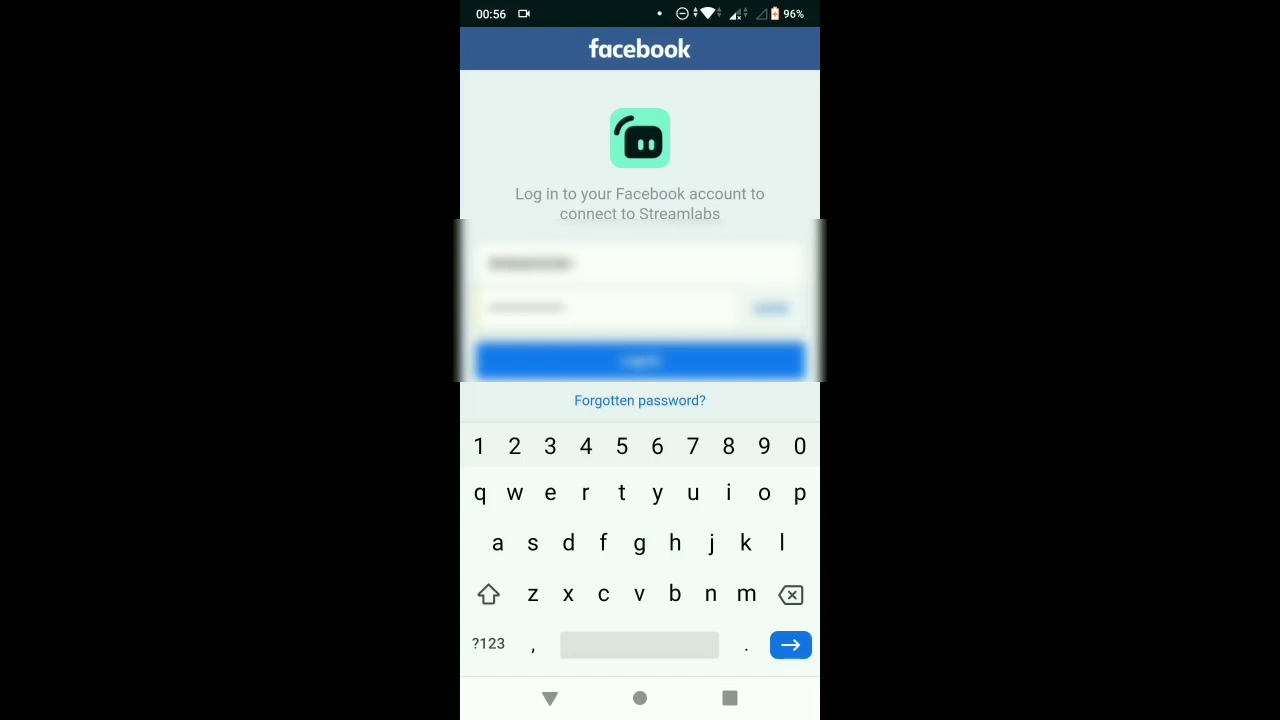 00:56 96%
facebook
Log in to your Facebook account to
connect to Streamlabs
Forgotten password?
1 2 3 4 5 6 7 8 9 0
q w e r t y u i o p
a s d f g h j k l
z x c v b n m
?123 , .